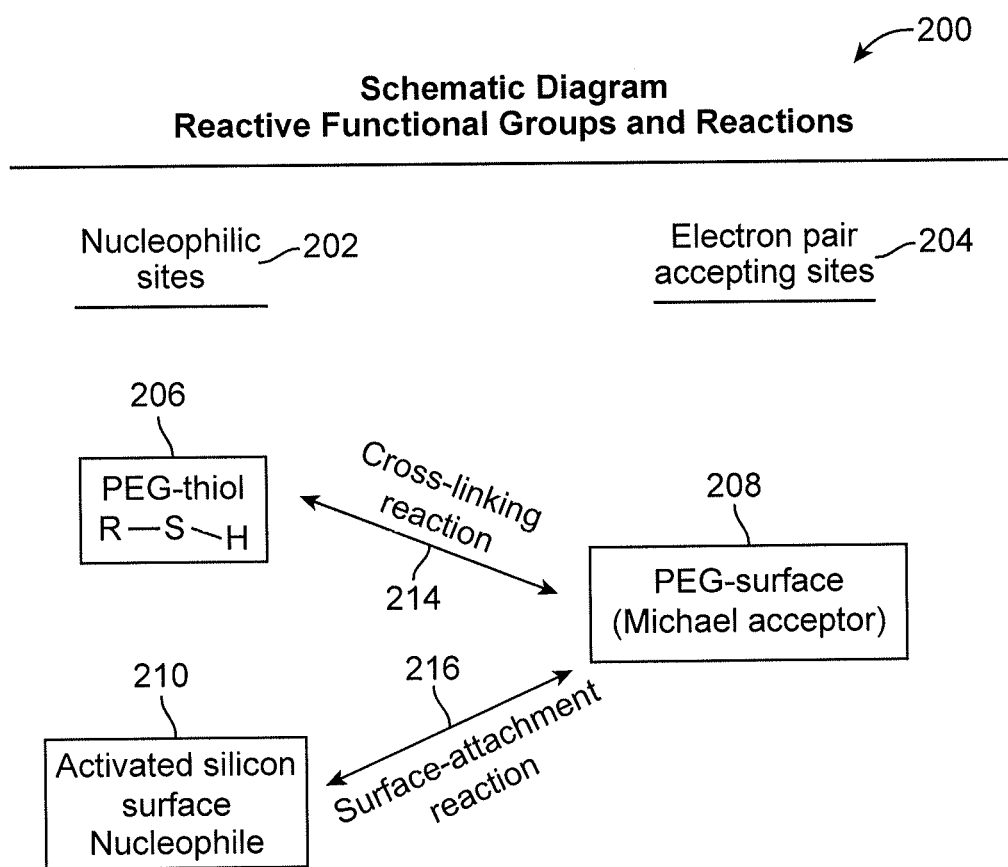 200
Schematic Diagram
Reactive Functional Groups and Reactions
Nucleophilic
sites
202
Electron pair
accepting sites
204
206
PEG-thiol
R—S—H
Cross-linking
reaction
214
208
PEG-surface
(Michael acceptor)
210
Activated silicon
surface
Nucleophile
216
Surface-attachment
reaction